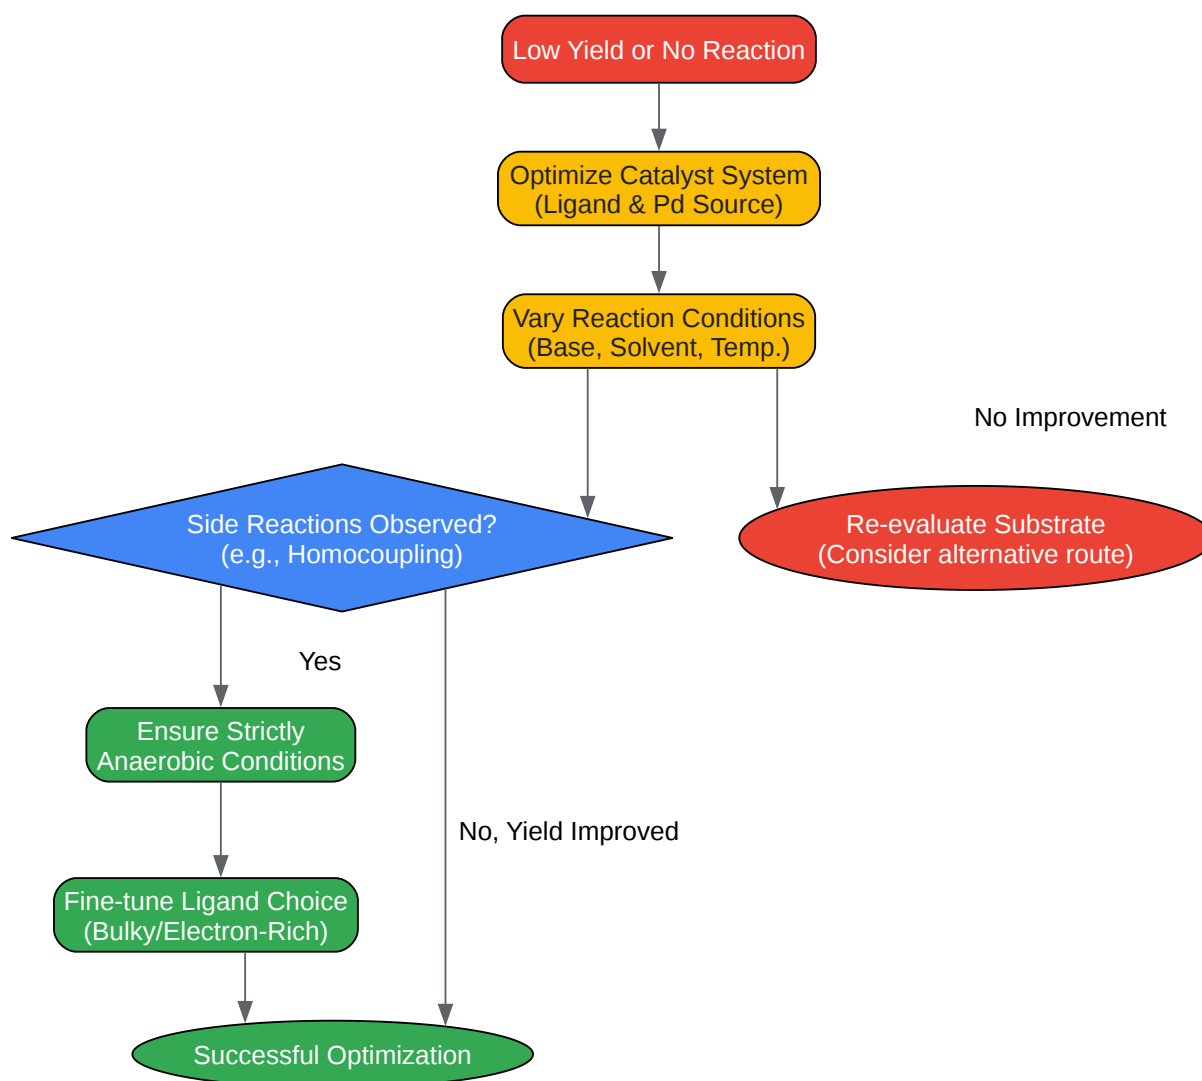 Low Yield or No Reaction
Optimize Catalyst System
(Ligand & Pd Source)
Vary Reaction Conditions
(Base, Solvent, Temp.)
No Improvement
Side Reactions Observed?
(e.g., Homocoupling)
Re-evaluate Substrate
(Consider alternative route)
Yes
Ensure Strictly
Anaerobic Conditions
No, Yield Improved
Fine-tune Ligand Choice
(Bulky/Electron-Rich)
Successful Optimization